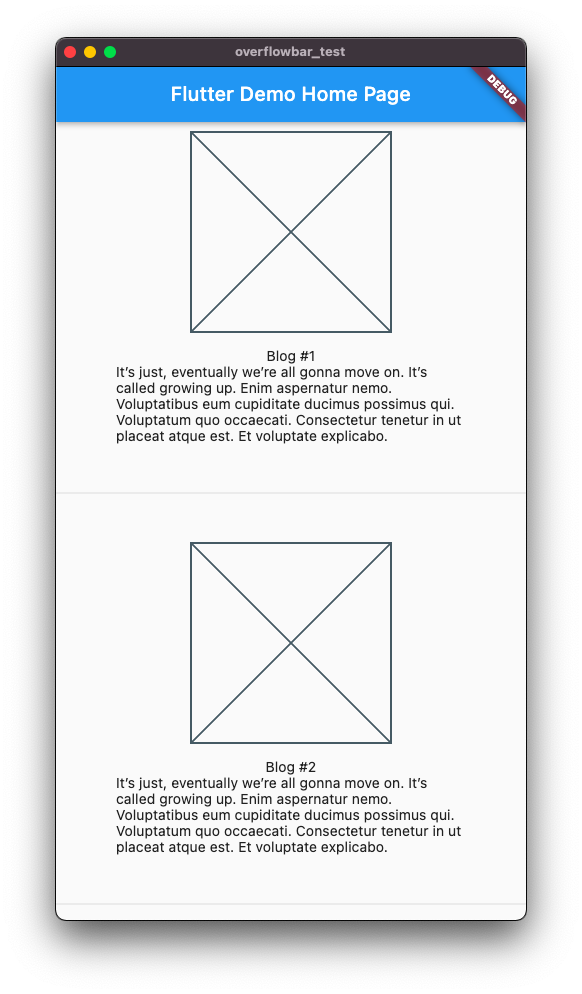 overflowbar_test
Flutter Demo Home Page
DEBUG
Blog #1
It’s just, eventually we’re all gonna move on. It’s
called growing up. Enim aspernatur nemo.
Voluptatibus eum cupiditate ducimus possimus qui.
Voluptatum quo occaecati. Consectetur tenetur in ut
placeat atque est. Et voluptate explicabo.
Blog #2
It’s just, eventually we’re all gonna move on. It’s
called growing up. Enim aspernatur nemo.
Voluptatibus eum cupiditate ducimus possimus qui.
Voluptatum quo occaecati. Consectetur tenetur in ut
placeat atque est. Et voluptate explicabo.